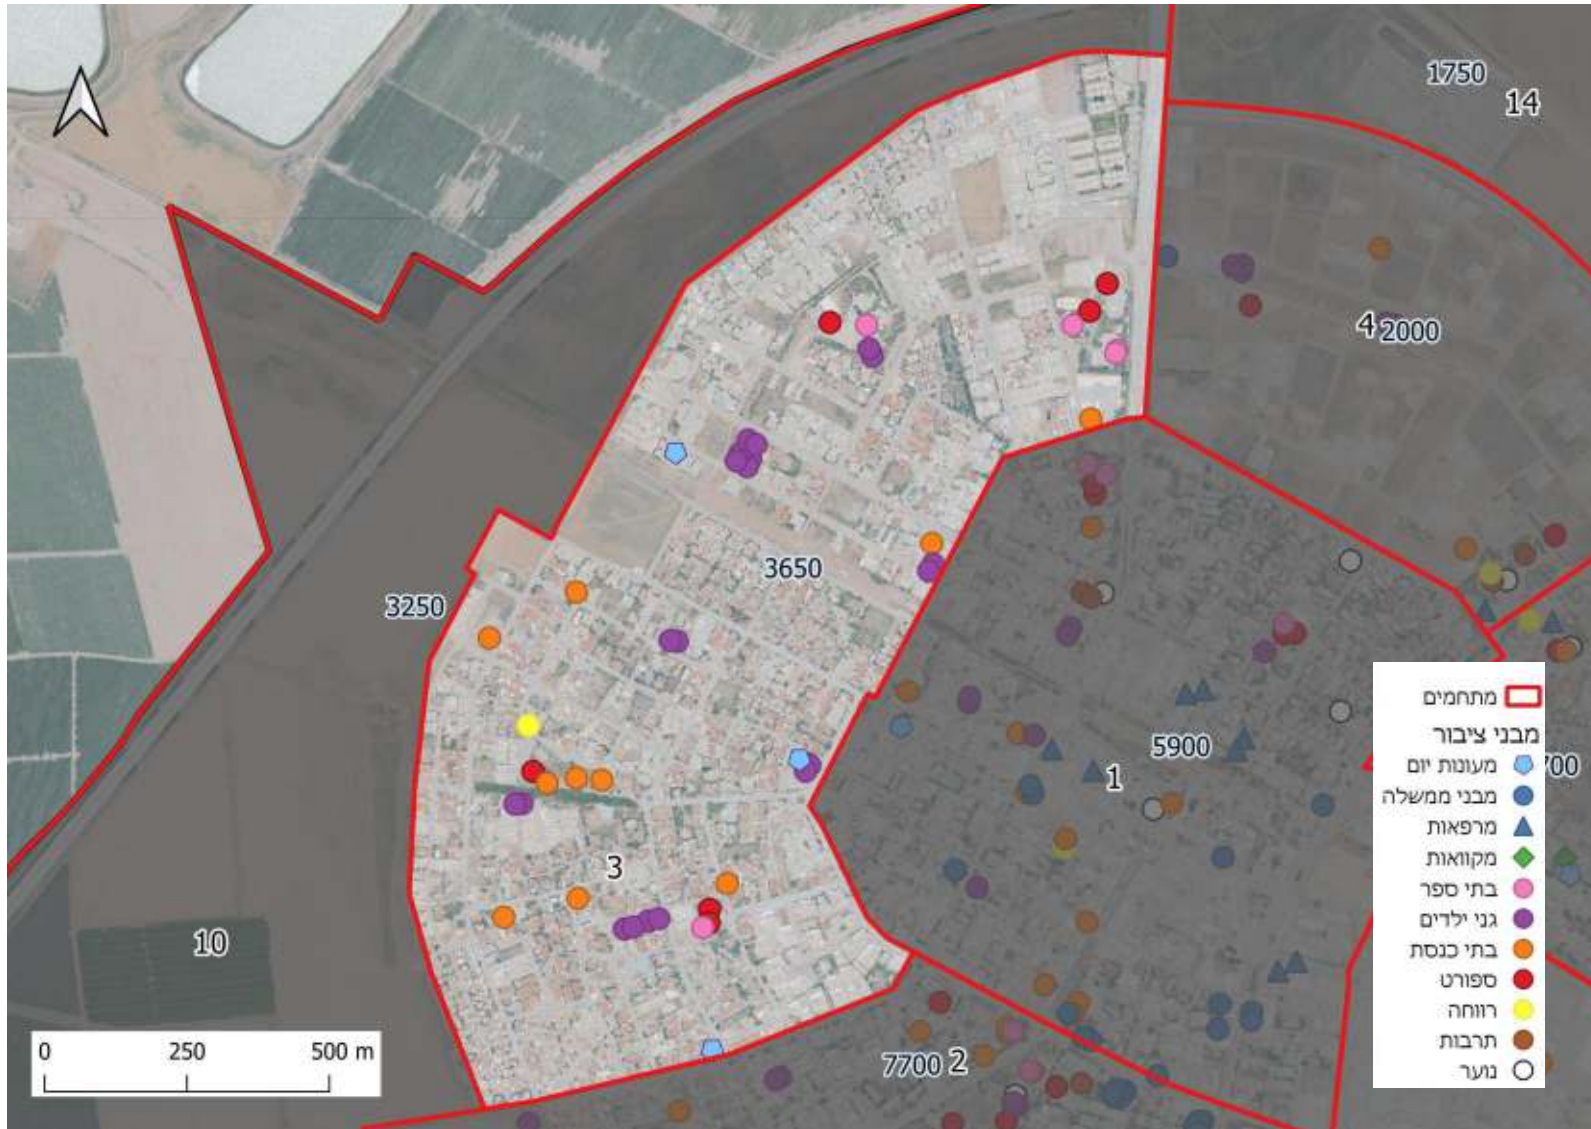 1750
14
4 2000
3650
3250
5900
1
700
3
10
7700 2
0 250 500 m
מתחמים
מבני ציבור
מעונות יום
מבני ממשלה
מרפאות
מקוואות
בתי ספר
גני ילדים
בתי כנסת
ספורט
רווחה
תרבות
נוער